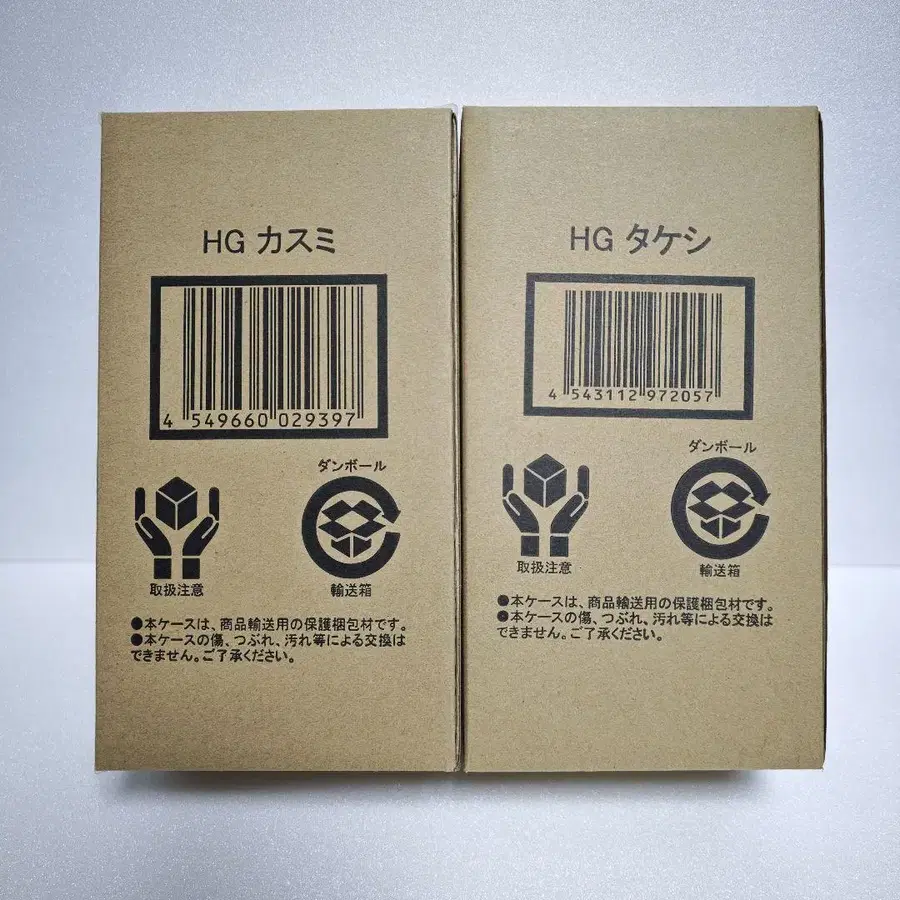 HG カスミ
4 549660 029397
ダンボール
取扱注意
輸送箱
●本ケースは、商品輸送用の保護梱包材です。
●本ケースの傷、つぶれ、汚れ等による交換は
できません。ご了承ください。
HG タケシ
4 543112 972057
ダンボール
取扱注意
輸送箱
●本ケースは、商品輸送用の保護梱包材です。
●本ケースの傷、つぶれ、汚れ等による交換は
できません。ご了承ください。